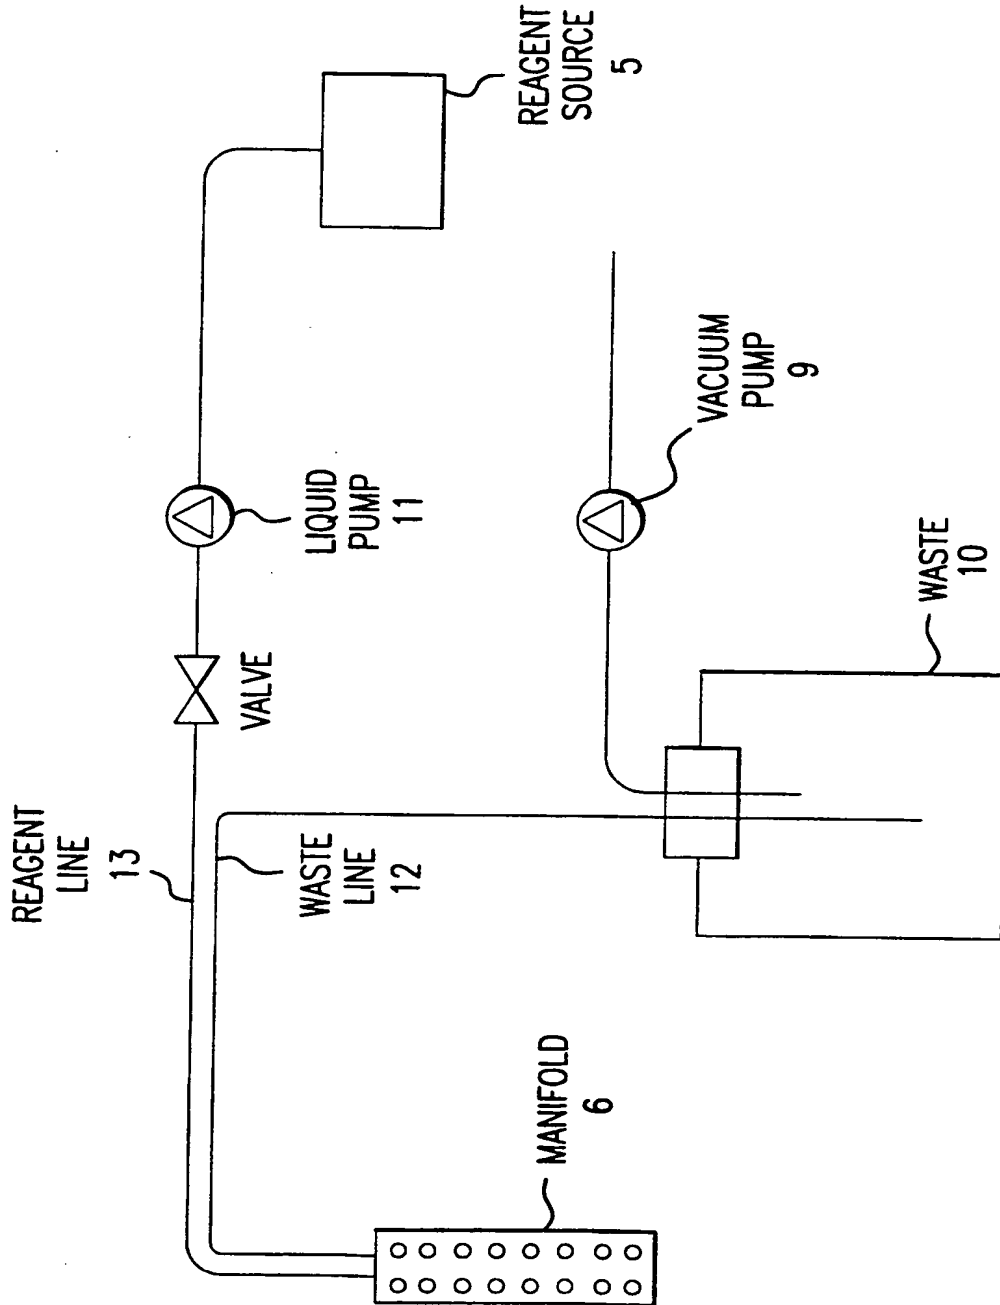 REAGENT
SOURCE
5
LIQUID
PUMP
11
VACUUM
PUMP
9
VALVE
WASTE
10
REAGENT
LINE
13
WASTE
LINE
12
MANIFOLD
6